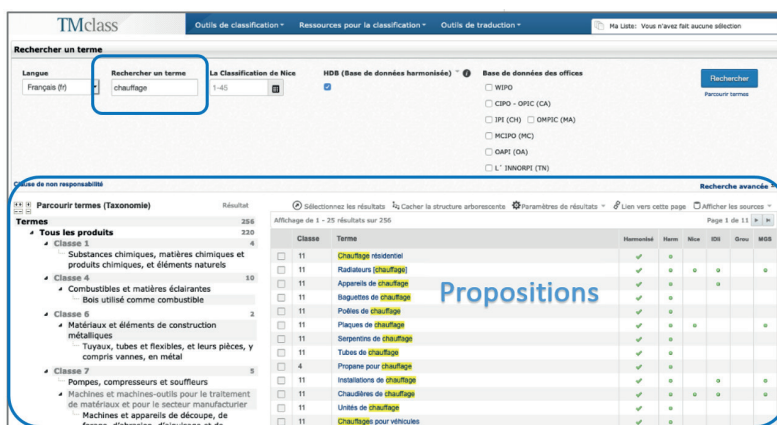 TMclass
Outils de classification
Ressources pour la classification
Outils de traduction
Ma Liste: Vous n'avez fait aucune sélection
Rechercher un terme
Langue
Rechercher un terme
La Classification de Nice
HDB (Base de données harmonisée)
Base de données des offices
Français (fr)
chauffage
1-45
WIPO
CIPO - OPIC (CA)
IPI (CH) OMPIC (MA)
MCIPO (MC)
OAPI (OA)
L' INNORPI (TN)
Rechercher
Parcourir termes
Clause de non responsabilité
Recherche avancée
Parcourir termes (Taxonomie) Résultat
Sélectionnez les résultats Cacher la structure arborescente Paramètres de résultats Lien vers cette page Afficher les sources
Termes 256
Tous les produits 220
Classe 1 4
Substances chimiques, matières chimiques et
produits chimiques, et éléments naturels
Classe 4 10
Combustibles et matières éclairantes
Bois utilisé comme combustible
Classe 6 2
Matériaux et éléments de construction
métalliques
Tuyaux, tubes et flexibles, et leurs pièces, y
compris vannes, en métal
Classe 7 5
Pompes, compresseurs et souffleurs
Machines et machines-outils pour le traitement
de matériaux et pour le secteur manufacturier
Machines et appareils de découpe, de
Affichage de 1 - 25 résultats sur 256
Page 1 de 11
Classe Terme Harmonisé Harm Nice IDII Grou MGS
11 Chauffage résidentiel
11 Radiateurs [chauffage]
11 Appareils de chauffage
11 Baguettes de chauffage
11 Poêles de chauffage
11 Plaques de chauffage
11 Serpentins de chauffage
11 Tubes de chauffage
4 Propane pour chauffage
11 Installations de chauffage
11 Chaudières de chauffage
11 Unités de chauffage
11 Chauffages pour véhicules
Propositions